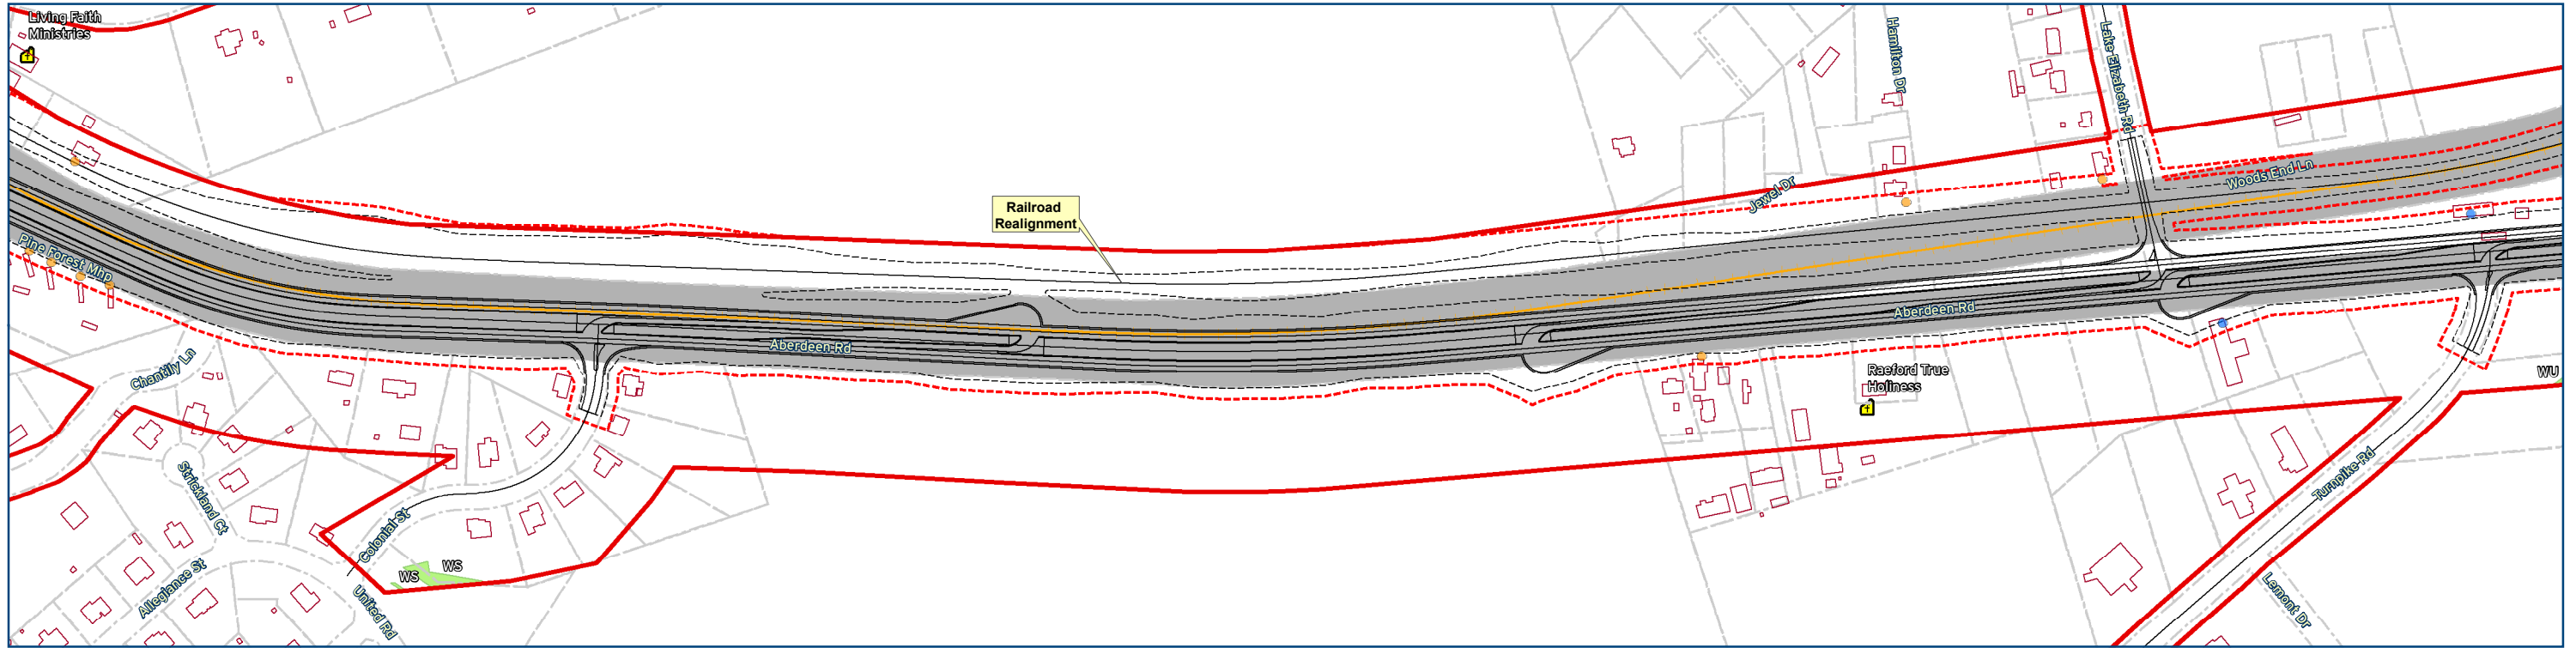 Living Faith
Ministries
Hamilton Dr
Lake Elizabeth Rd
Woods End Ln
Jewel Dr
Railroad
Realignment
Pine Forest Mhp
Aberdeen Rd
Aberdeen Rd
Chantily Ln
Raeford True
Holiness
WU
Strickland Ct
Turnpike Rd
Colonial St
WS
WS
Allegiance St
United Rd
Lemont Dr